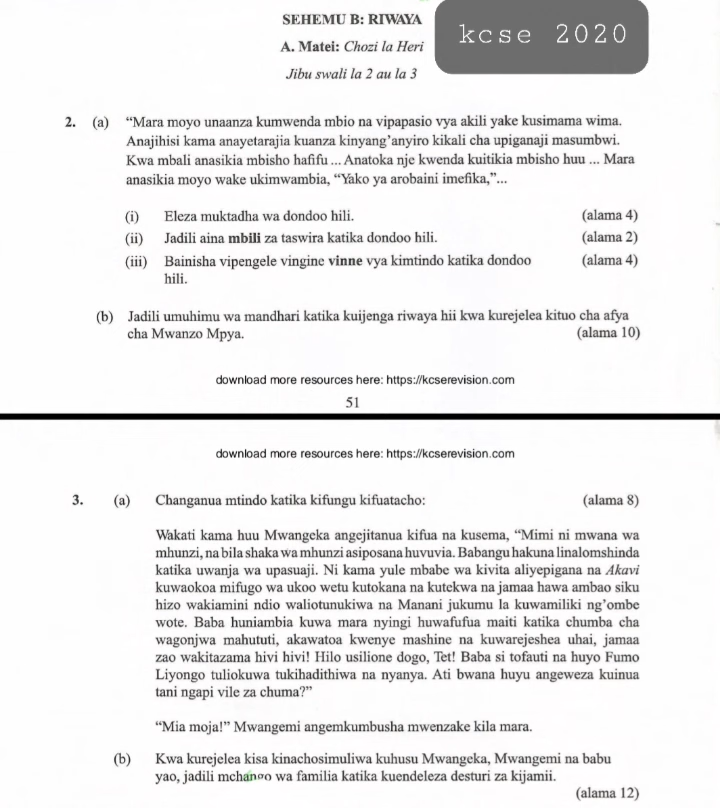 SEHEMU B: RIWAYA
kcse 2020
A. Matei: Chozi la Heri
Jibu swali la 2 au la 3
2. (a) “Mara moyo unaanza kumwenda mbio na vipapasio vya akili yake kusimama wima.
Anajihisi kama anayetarajia kuanza kinyang’anyiro kikali cha upiganaji masumbwi.
Kwa mbali anasikia mbisho hafifu ... Anatoka nje kwenda kuitikia mbisho huu ... Mara
anasikia moyo wake ukimwambia, “Yako ya arobaini imefika,”...
(i) Eleza muktadha wa dondoo hili. (alama 4)
(ii) Jadili aina mbili za taswira katika dondoo hili. (alama 2)
(iii) Bainisha vipengele vingine vinne vya kimtindo katika dondoo (alama 4)
hili.
(b) Jadili umuhimu wa mandhari katika kuijenga riwaya hii kwa kurejelea kituo cha afya
cha Mwanzo Mpya. (alama 10)
download more resources here: https://kcserevision.com
51
download more resources here: https://kcserevision.com
3. (a) Changanua mtindo katika kifungu kifuatacho: (alama 8)
Wakati kama huu Mwangeka angejitanua kifua na kusema, “Mimi ni mwana wa
mhunzi, na bila shaka wa mhunzi asiposana huvuvia. Babangu hakuna linalomshinda
katika uwanja wa upasuaji. Ni kama yule mbabe wa kivita aliyepigana na Akavi
kuwaokoa mifugo wa ukoo wetu kutokana na kutekwa na jamaa hawa ambao siku
hizo wakiamini ndio waliotunukiwa na Manani jukumu la kuwamiliki ng’ombe
wote. Baba huniambia kuwa mara nyingi huwafufua maiti katika chumba cha
wagonjwa mahututi, akawatoa kwenye mashine na kuwarejeshea uhai, jamaa
zao wakitazama hivi hivi! Hilo usilione dogo, Tet! Baba si tofauti na huyo Fumo
Liyongo tuliokuwa tukihadithiwa na nyanya. Ati bwana huyu angeweza kuinua
tani ngapi vile za chuma?”
“Mia moja!” Mwangemi angemkumbusha mwenzake kila mara.
(b) Kwa kurejelea kisa kinachosimuliwa kuhusu Mwangeka, Mwangemi na babu
yao, jadili mchango wa familia katika kuendeleza desturi za kijamii.
(alama 12)